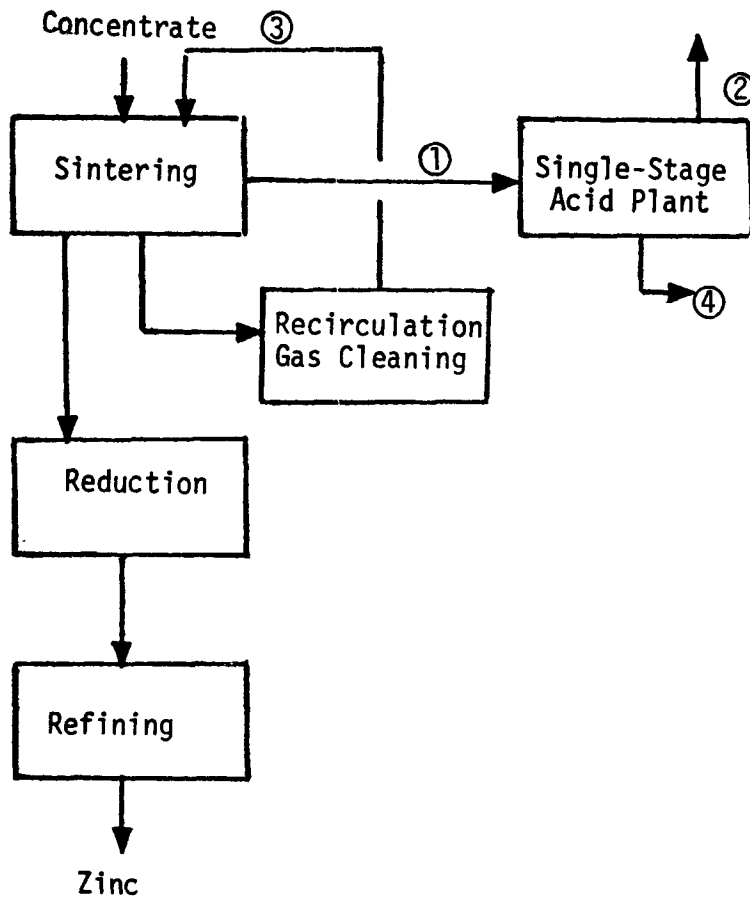 Concentrate ③
②
Sintering
①
Single-Stage
Acid Plant
④
Recirculation
Gas Cleaning
Reduction
Refining
Zinc